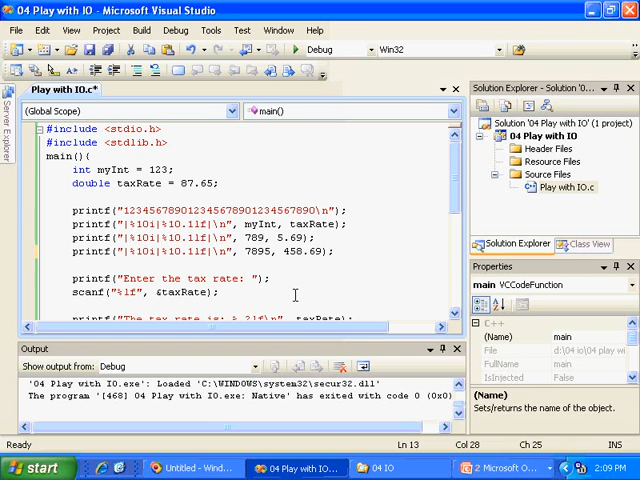 04 Play with IO - Microsoft Visual Studio
File Edit View Project Build Debug Tools Test Window Help
Debug Win32
Server Explorer
Play with IO.c*
(Global Scope) main()
#include <stdio.h>
#include <stdlib.h>
main(){
int myInt = 123;
double taxRate = 87.65;
printf("123456789012345678901234567890\n");
printf("|%10i|%10.1lf|\n", myInt, taxRate);
printf("|%10i|%10.1lf|\n", 789, 5.69);
printf("|%10i|%10.1lf|\n", 7895, 458.69);
printf("Enter the tax rate: ");
scanf("%lf", &taxRate);
printf("The tax rate is: %.2lf\n", taxRate);
Solution Explorer - Solution '0...
Solution '04 Play with IO' (1 project)
04 Play with IO
Header Files
Resource Files
Source Files
Play with IO.c
Solution Explorer Class View
Properties
main VCCodeFunction
C++
(Name) main
File d:\04 io\04 play wi
FullName main
IsInjected False
(Name)
Sets/returns the name of the object.
Output
Show output from: Debug
'04 Play with IO.exe': Loaded 'C:\WINDOWS\system32\secur32.dll'
The program '[468] 04 Play with IO.exe: Native' has exited with code 0 (0x0)
Ready Ln 13 Col 28 Ch 25 INS
start Untitled - Wind... 04 Play with IO... 04 IO 2 Microsoft O... 2:09 PM